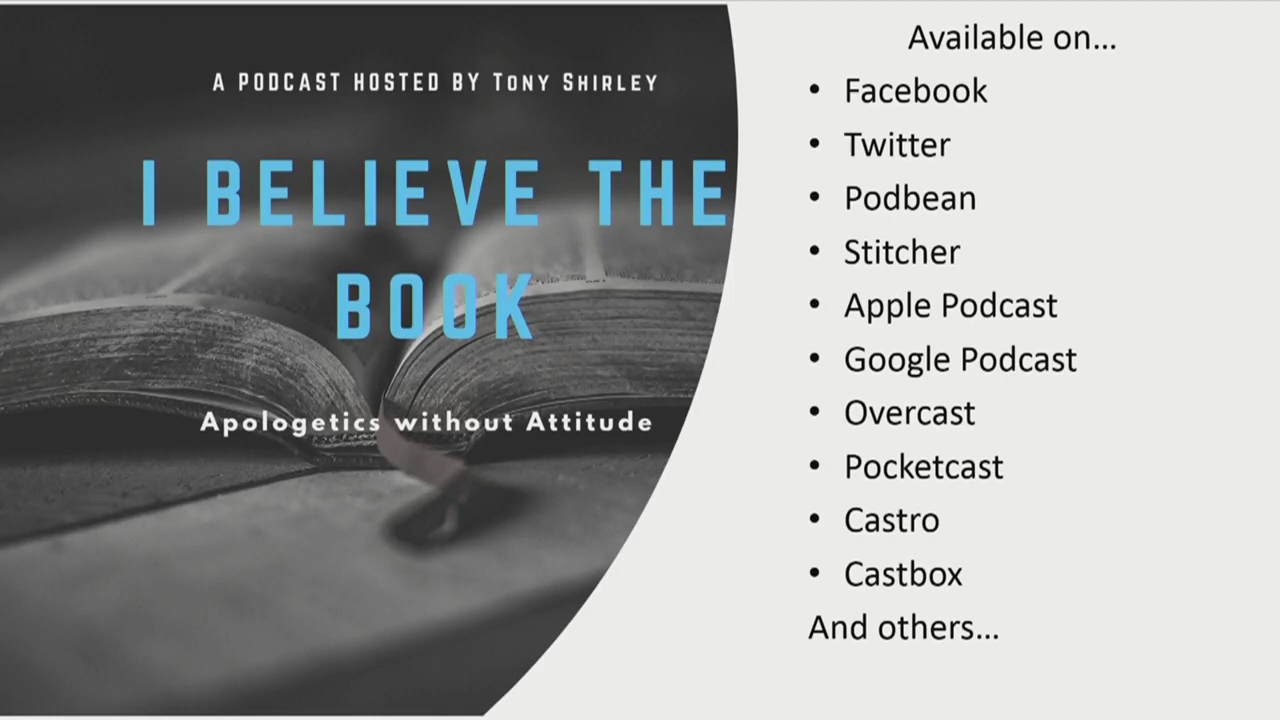 A PODCAST HOSTED BY TONY SHIRLEY
I BELIEVE THE
BOOK
Apologetics without Attitude
Available on...
• Facebook
• Twitter
• Podbean
• Stitcher
• Apple Podcast
• Google Podcast
• Overcast
• Pocketcast
• Castro
• Castbox
And others...